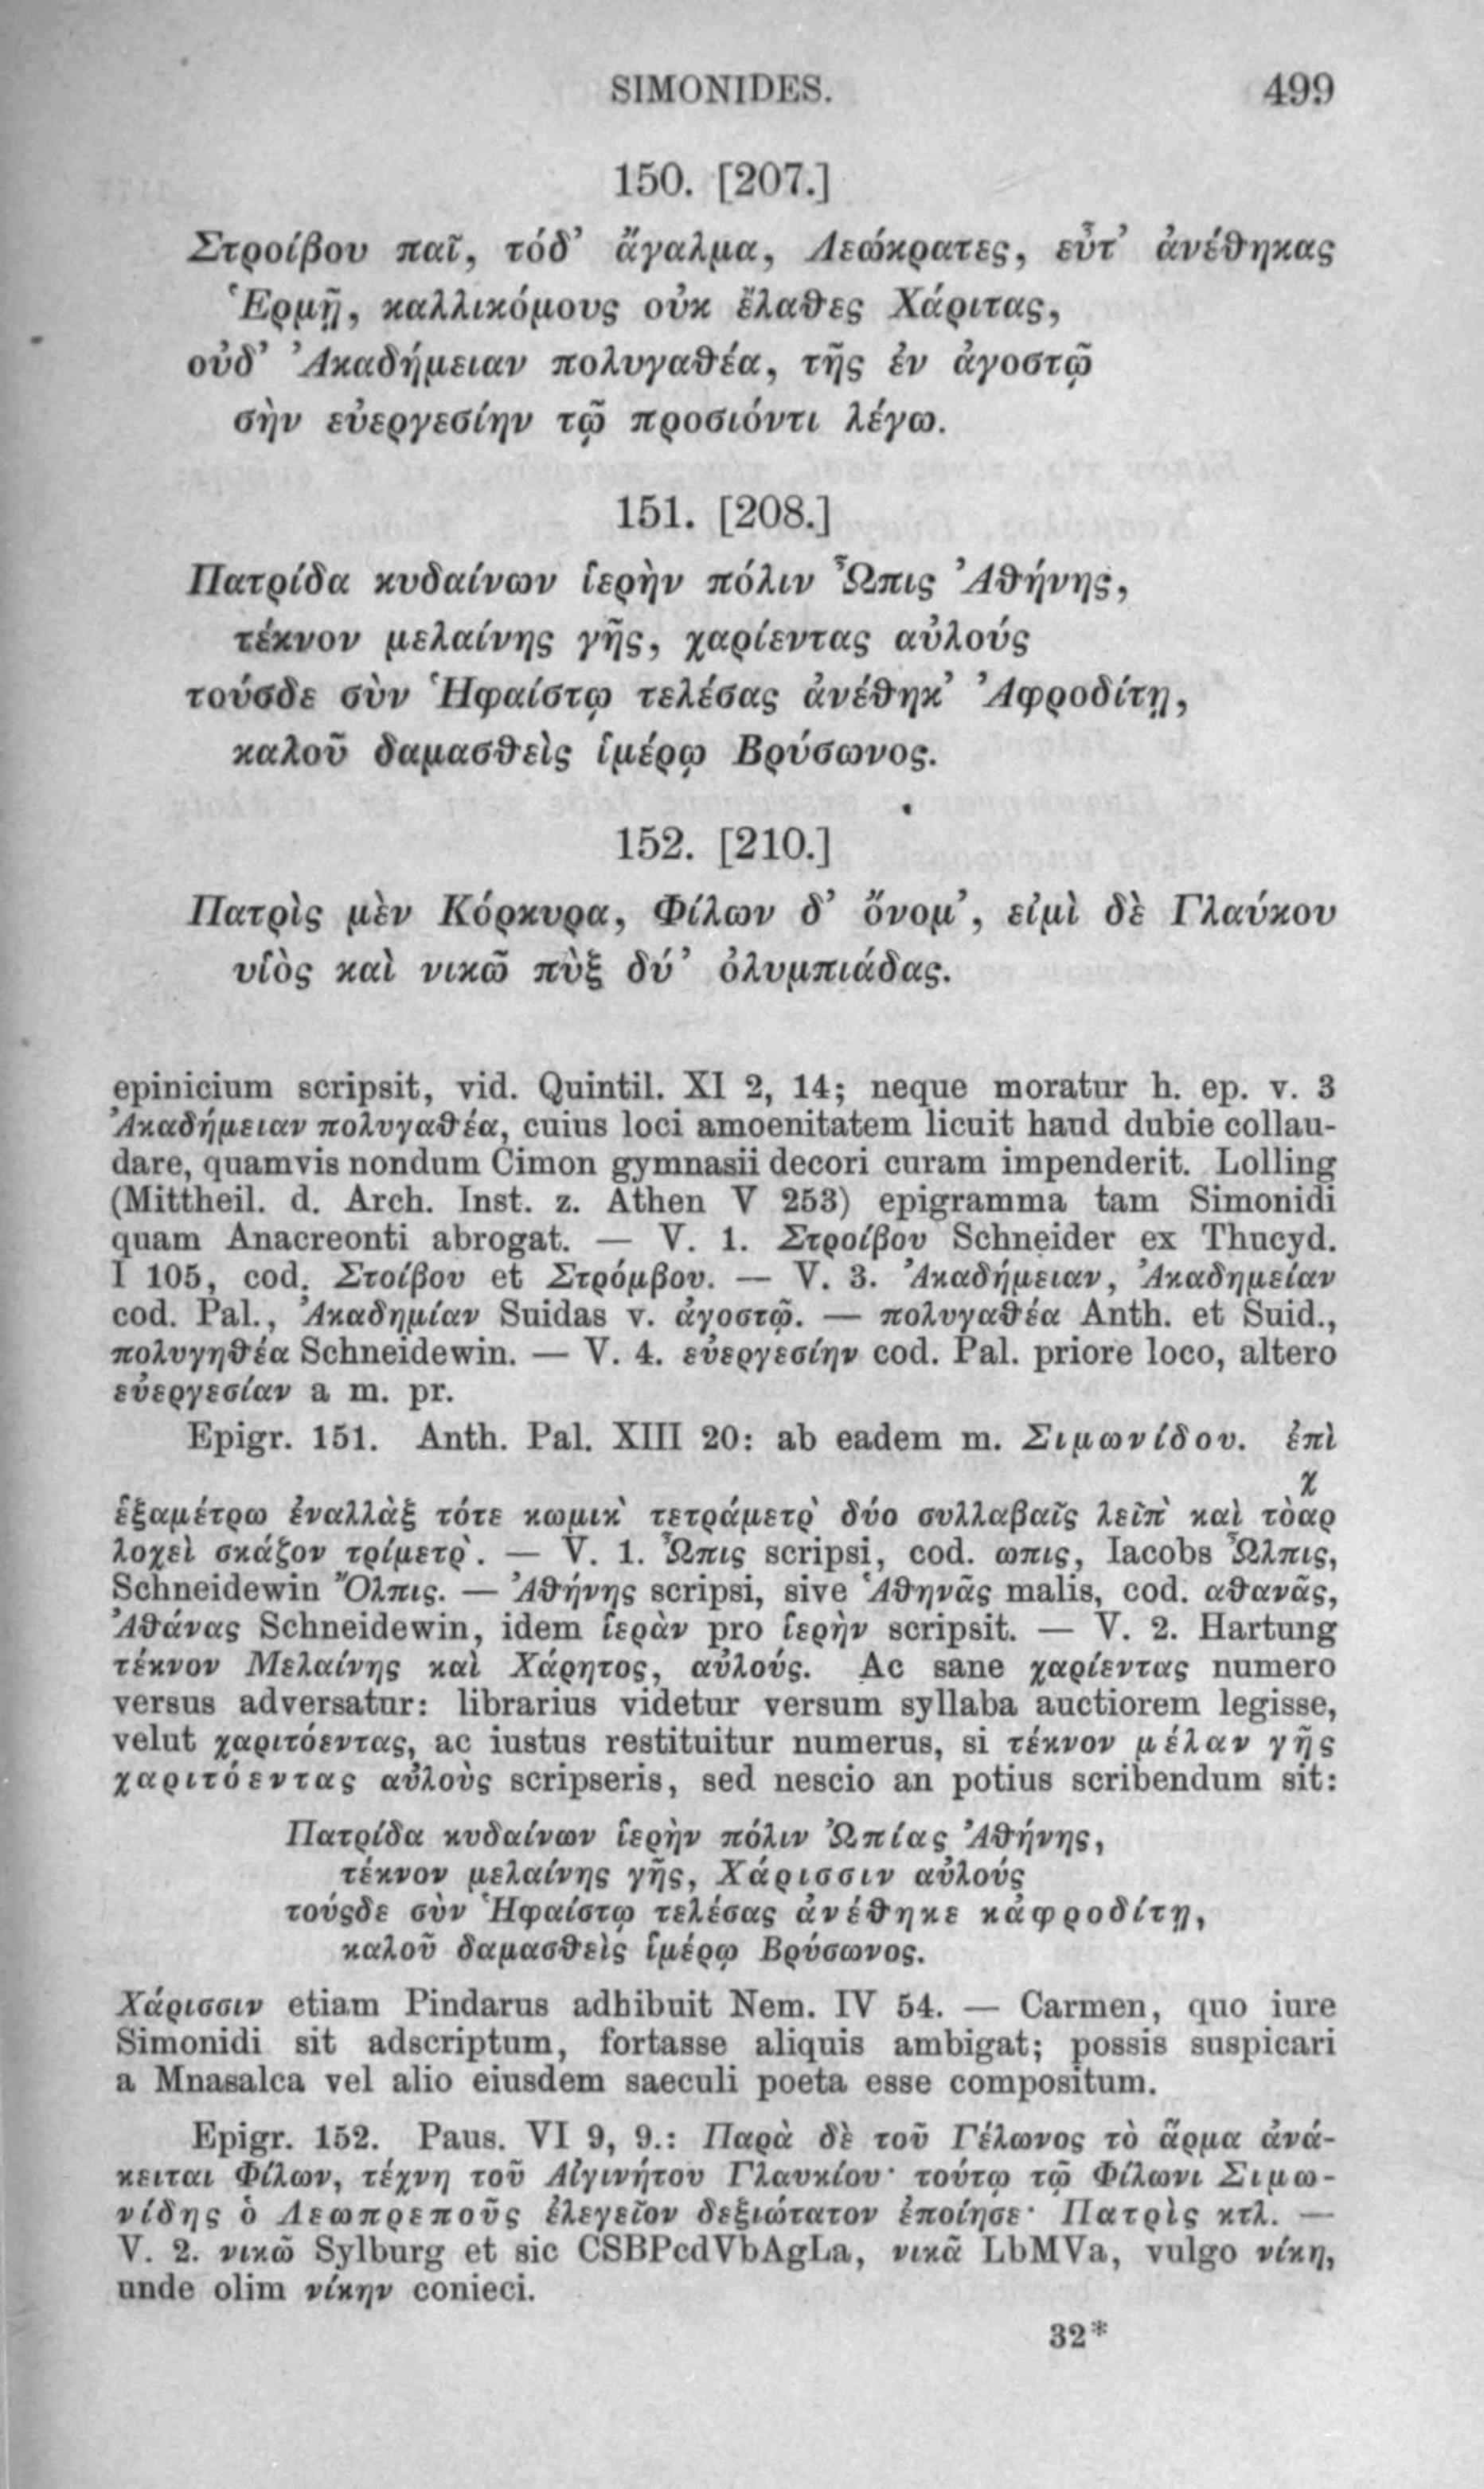 SIMONIDES. 499
150. [207.]
Στροίβου παῖ, τόδ’ ἄγαλμα, Λεώκρατες, εὖτ’ ἀνέθηκας
Ἑρμῇ, καλλικόμους οὐκ ἔλαθες Χάριτας,
οὐδ’ Ἀκαδήμειαν πολυγαθέα, τῆς ἐν ἀγοστῷ
σὴν εὐεργεσίην τῷ προσιόντι λέγω.
151. [208.]
Πατρίδα κυδαίνων ἱερὴν πόλιν Ὦπις Ἀθήνης,
τέκνον μελαίνης γῆς, χαρίεντας αὐλούς
τούσδε σὺν Ἡφαίστῳ τελέσας ἀνέθηκ’ Ἀφροδίτῃ,
καλοῦ δαμασθεὶς ἱμέρῳ Βρύσωνος.
152. [210.]
Πατρὶς μὲν Κόρκυρα, Φίλων δ’ ὄνομ’, εἰμὶ δὲ Γλαύκου
υἱὸς καὶ νικῶ πὺξ δύ’ ὀλυμπιάδας.
epinicium scripsit, vid. Quintil. XI 2, 14; neque moratur h. ep. v. 3
Ἀκαδήμειαν πολυγαθέα, cuius loci amoenitatem licuit haud dubie collau-
dare, quamvis nondum Cimon gymnasii decori curam impenderit. Lolling
(Mittheil. d. Arch. Inst. z. Athen V 253) epigramma tam Simonidi
quam Anacreonti abrogat. — V. 1. Στροίβου Schneider ex Thucyd.
I 105, cod. Στοίβου et Στρόμβου. — V. 3. Ἀκαδήμειαν, Ἀκαδημείαν
cod. Pal., Ἀκαδημίαν Suidas v. ἀγοστῷ. — πολυγαθέα Anth. et Suid.,
πολυγηθέα Schneidewin. — V. 4. εὐεργεσίην cod. Pal. priore loco, altero
εὐεργεσίαν a m. pr.
Epigr. 151. Anth. Pal. XIII 20: ab eadem m. Σιμωνίδου. ἐπὶ
χ
ἑξαμέτρω ἐναλλὰξ τότε κωμικ̀ τετράμετρ̀ δύο συλλαβαῖς λεῖπ̀ καὶ τὸαρ
λοχεὶ σκάζον τρίμετρ̀. — V. 1. Ὦπις scripsi, cod. ωπις, Iacobs Ὦλπις,
Schneidewin Ὄλπις. — Ἀθήνης scripsi, sive Ἀθηνᾶς malis, cod. αθανᾶς,
Ἀθάνας Schneidewin, idem ἱερὰν pro ἱερὴν scripsit. — V. 2. Hartung
τέκνον Μελαίνης καὶ Χάρητος, αὐλούς. Ac sane χαρίεντας numero
versus adversatur: librarius videtur versum syllaba auctiorem legisse,
velut χαριτόεντας, ac iustus restituitur numerus, si τέκνον μέλαν γῆς
χαριτόεντας αὐλοὺς scripseris, sed nescio an potius scribendum sit:
Πατρίδα κυδαίνων ἱερὴν πόλιν Ὠπίας Ἀθήνης,
τέκνον μελαίνης γῆς, Χάρισσιν αὐλούς
τούςδε σὺν Ἡφαίστῳ τελέσας ἀνέθηκε κἀφροδίτῃ,
καλοῦ δαμασθεὶς ἱμέρῳ Βρύσωνος.
Χάρισσιν etiam Pindarus adhibuit Nem. IV 54. — Carmen, quo iure
Simonidi sit adscriptum, fortasse aliquis ambigat; possis suspicari
a Mnasalca vel alio eiusdem saeculi poeta esse compositum.
Epigr. 152. Paus. VI 9, 9.: Παρὰ δὲ τοῦ Γέλωνος τὸ ἅρμα ἀνά-
κειται Φίλων, τέχνη τοῦ Αἰγινήτου Γλαυκίου· τούτῳ τῷ Φίλωνι Σιμω-
νίδης ὁ Λεωπρεποῦς ἐλεγεῖον δεξιώτατον ἐποίησε· Πατρὶς κτλ. —
V. 2. νικῶ Sylburg et sic CSBPcdVbAgLa, νικᾶ LbMVa, vulgo νίκη,
unde olim νίκην conieci.
32*